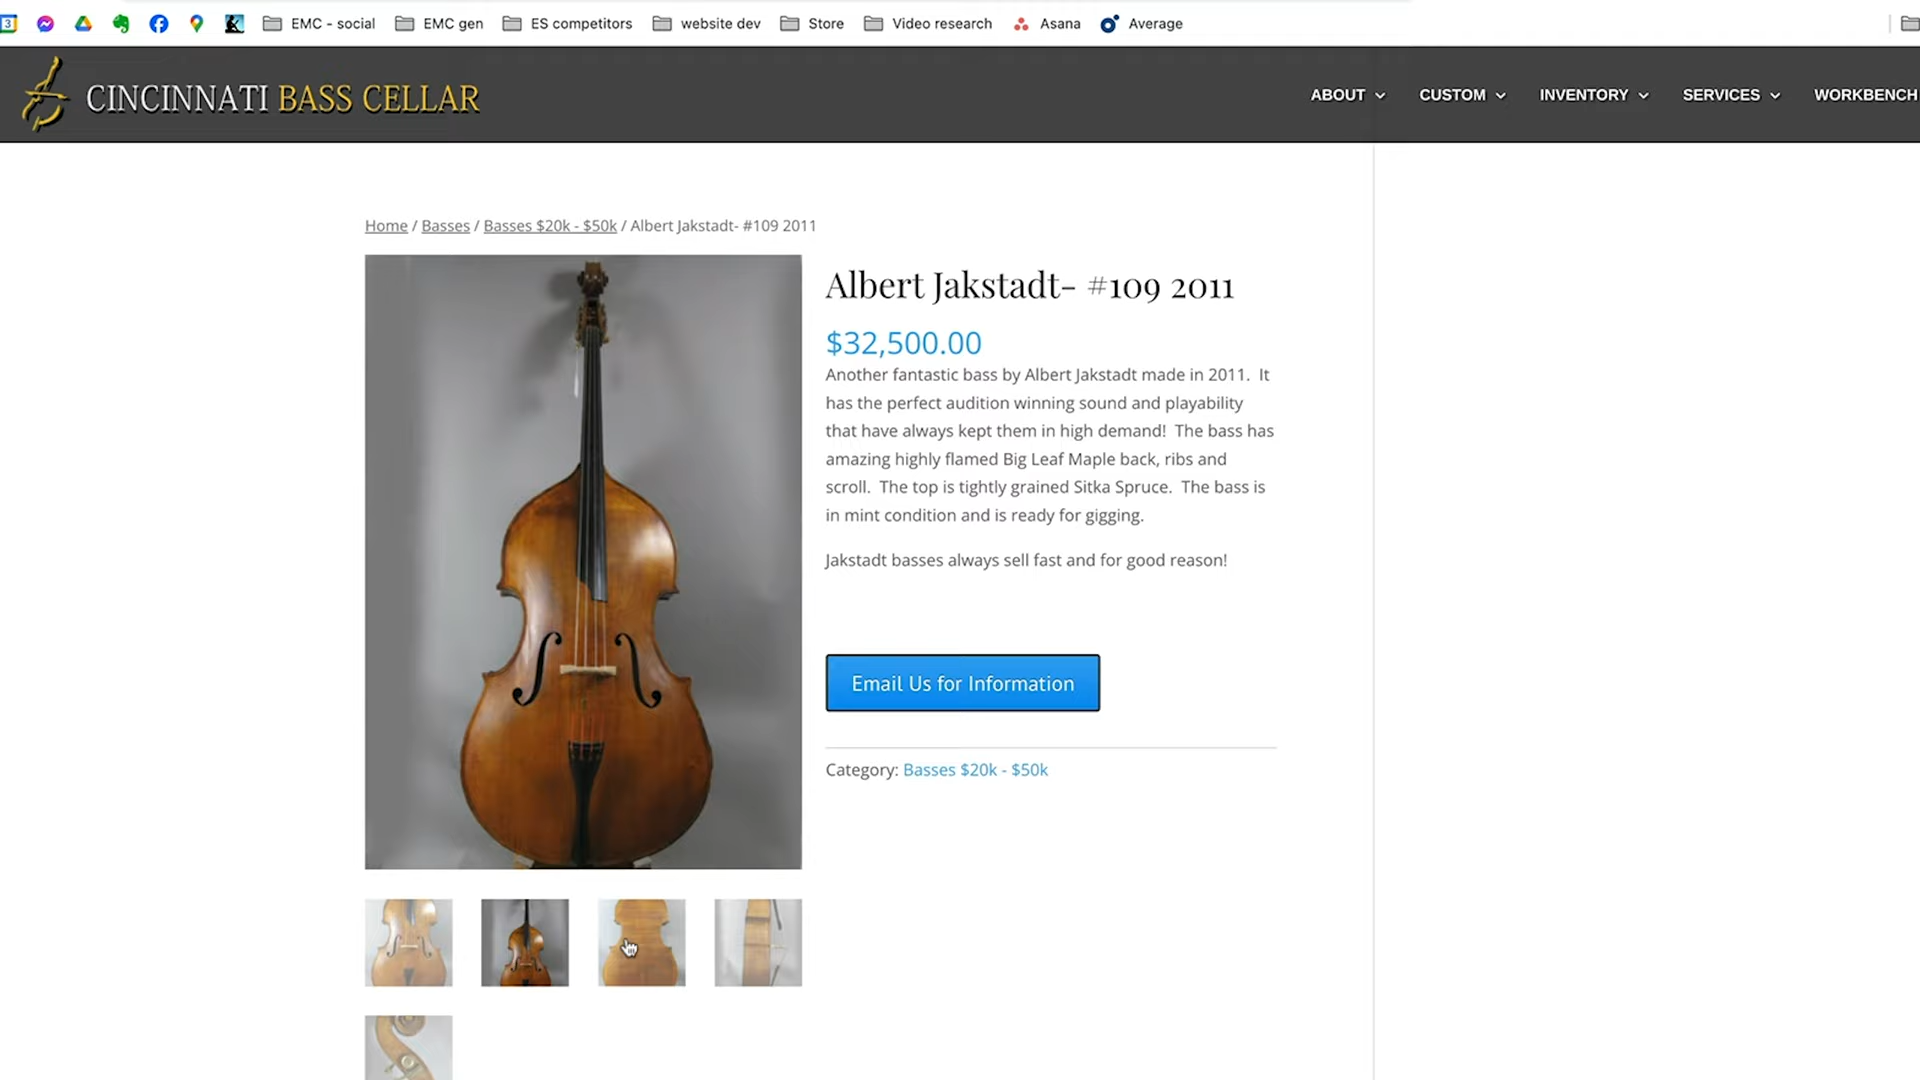 3
EMC - social
EMC gen
ES competitors
website dev
Store
Video research
Asana
Average
CINCINNATI BASS CELLAR
ABOUT
CUSTOM
INVENTORY
SERVICES
WORKBENCH
Home / Basses / Basses $20k - $50k / Albert Jakstadt- #109 2011
Albert Jakstadt- #109 2011
$32,500.00
Another fantastic bass by Albert Jakstadt made in 2011. It
has the perfect audition winning sound and playability
that have always kept them in high demand! The bass has
amazing highly flamed Big Leaf Maple back, ribs and
scroll. The top is tightly grained Sitka Spruce. The bass is
in mint condition and is ready for gigging.
Jakstadt basses always sell fast and for good reason!
Email Us for Information
Category: Basses $20k - $50k